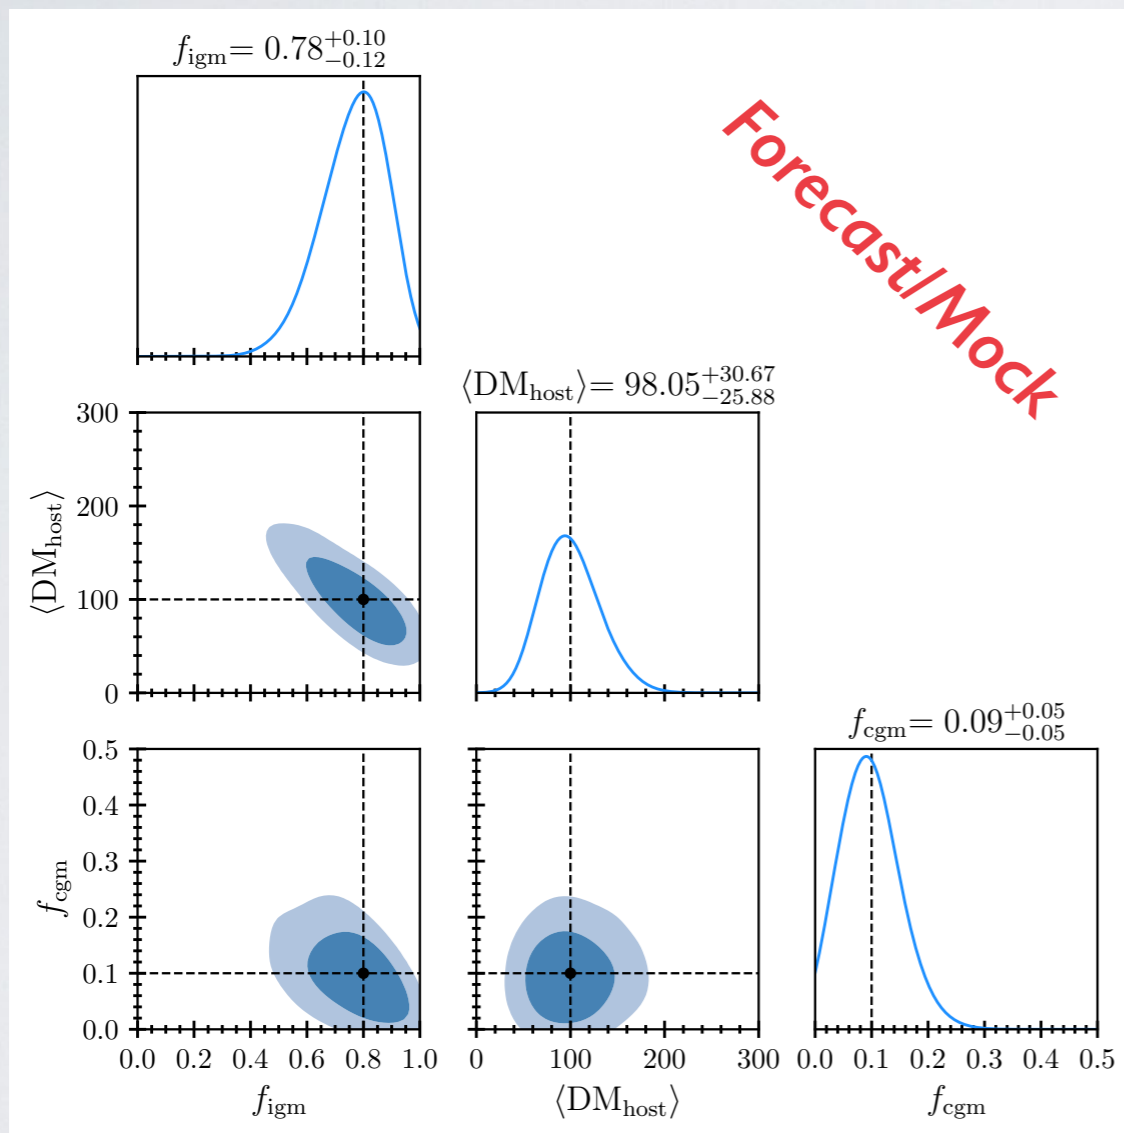 f_igm = 0.78^{+0.10}_{-0.12}
Forecast/Mock
⟨DM_host⟩ = 98.05^{+30.67}_{-25.88}
300
200
100
0
⟨DM_host⟩
f_cgm = 0.09^{+0.05}_{-0.05}
0.5
0.4
0.3
0.2
0.1
0.0
f_cgm
0.0 0.2 0.4 0.6 0.8 1.0
f_igm
0 100 200 300
⟨DM_host⟩
0.0 0.1 0.2 0.3 0.4 0.5
f_cgm